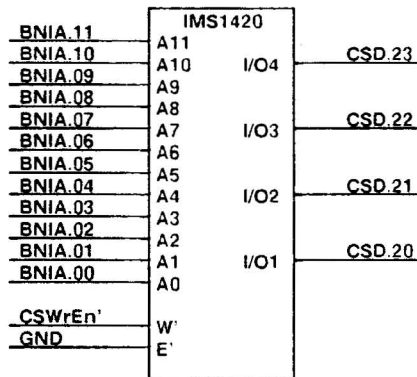 IMS1420
BNIA.11 A11
BNIA.10 A10 I/O4 CSD.23
BNIA.09 A9
BNIA.08 A8
BNIA.07 A7 I/O3 CSD.22
BNIA.06 A6
BNIA.05 A5
BNIA.04 A4 I/O2 CSD.21
BNIA.03 A3
BNIA.02 A2
BNIA.01 A1 I/O1 CSD.20
BNIA.00 A0
CSWrEn' W'
GND E'